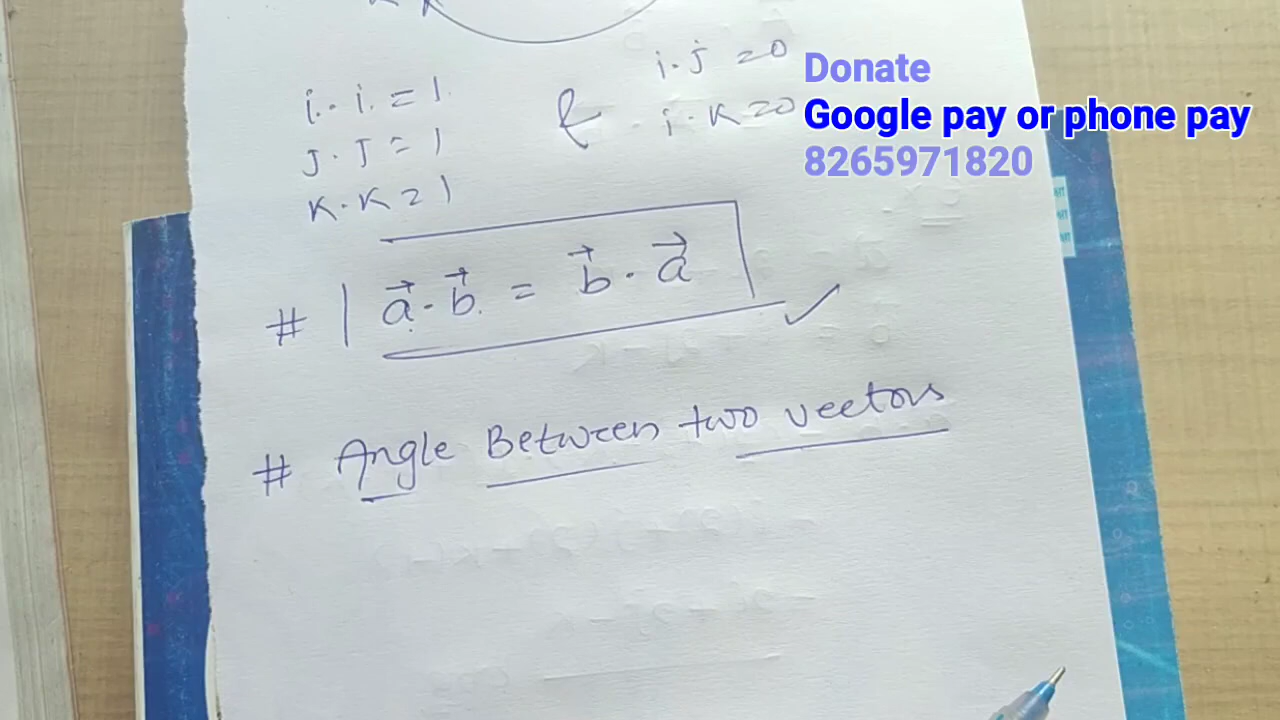 i. i. = 1.
J. J = 1
K. K = 1
&
i. j = 0
i. K = 0
Donate
Google pay or phone pay
8265971820
# | a⃗. b⃗. = b⃗. a⃗
# Angle Between two vectors